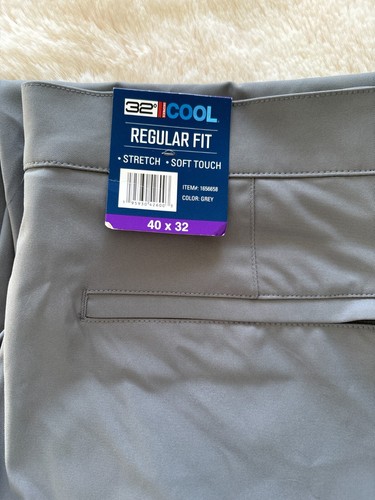 32° COOL
REGULAR FIT
• STRETCH • SOFT TOUCH
ITEM#: 1656658
COLOR: GREY
40 x 32